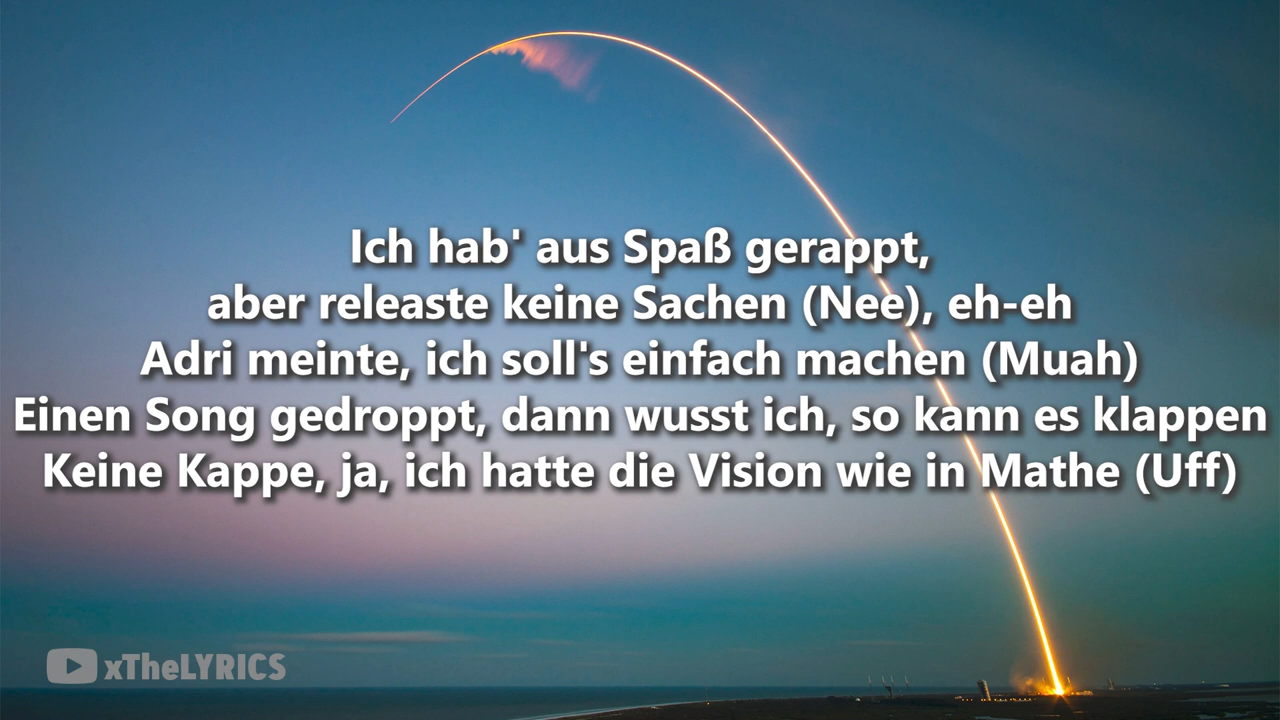 Ich hab' aus Spaß gerappt,
aber releaste keine Sachen (Nee), eh-eh
Adri meinte, ich soll's einfach machen (Muah)
Einen Song gedroppt, dann wusst ich, so kann es klappen
Keine Kappe, ja, ich hatte die Vision wie in Mathe (Uff)
xTheLYRICS